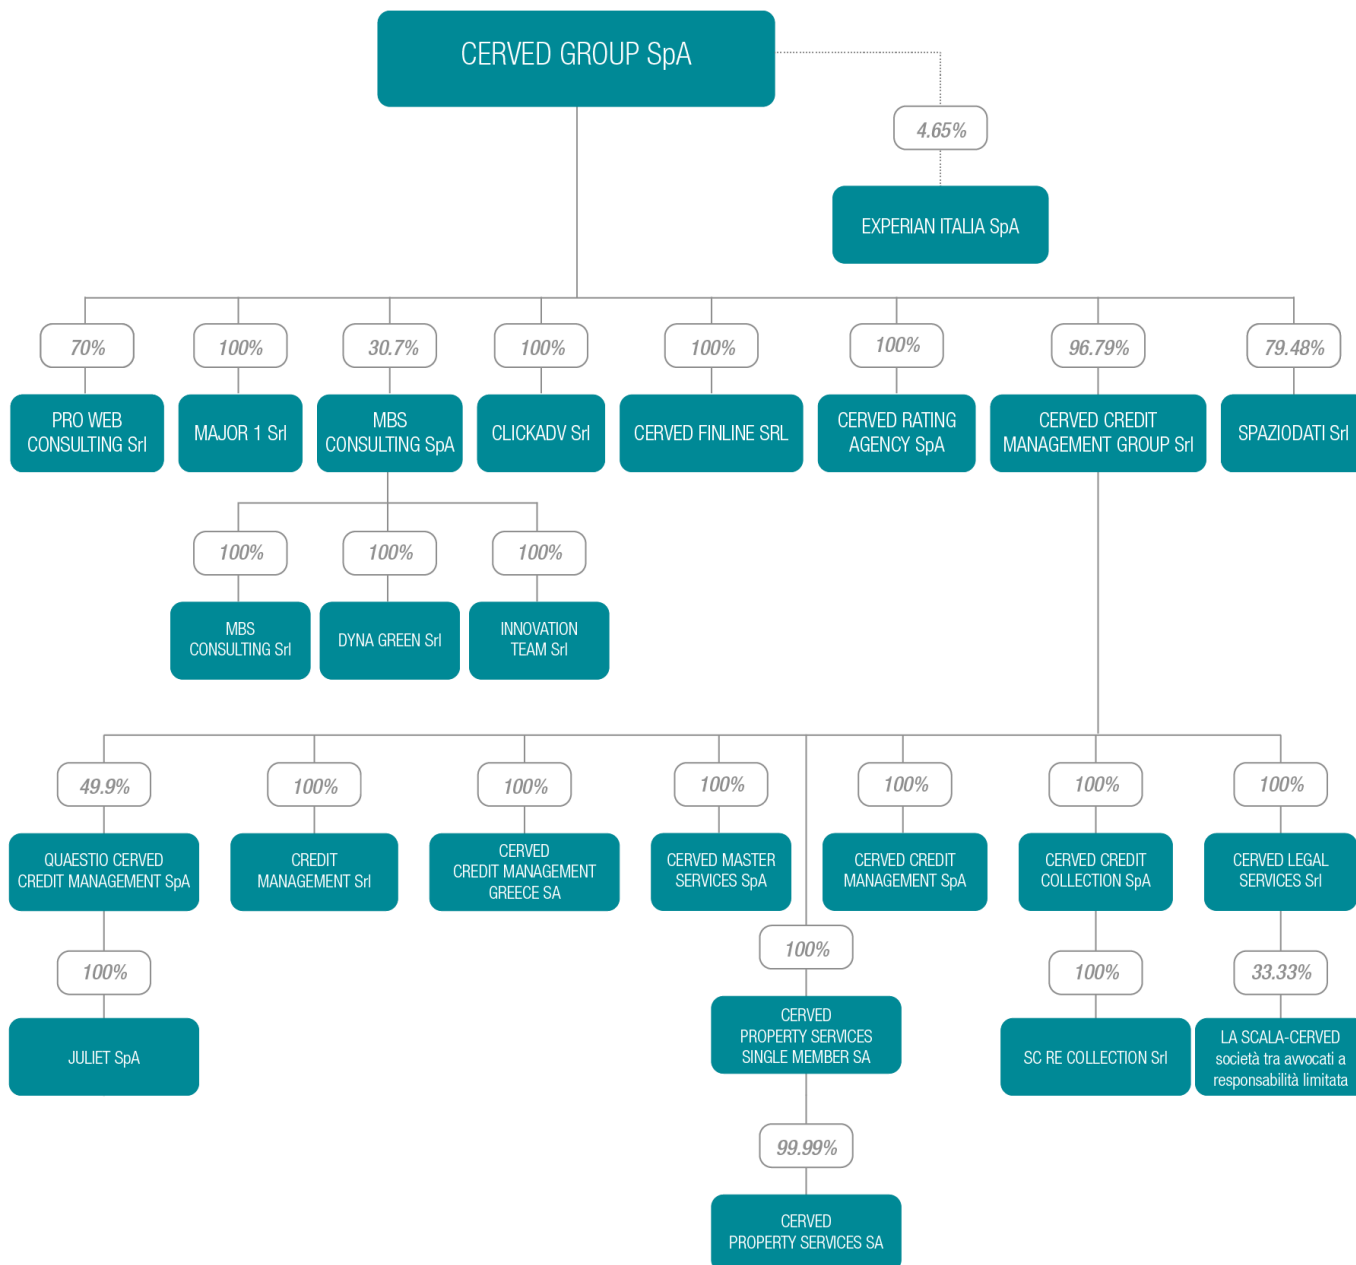 CERVED GROUP SpA
4.65%
EXPERIAN ITALIA SpA
70%
100%
30.7%
100%
100%
100%
96.79%
79.48%
PRO WEB
CONSULTING Srl
MAJOR 1 Srl
MBS
CONSULTING SpA
CLICKADV Srl
CERVED FINLINE SRL
CERVED RATING
AGENCY SpA
CERVED CREDIT
MANAGEMENT GROUP Srl
SPAZIODATI Srl
100%
100%
100%
MBS
CONSULTING Srl
DYNA GREEN Srl
INNOVATION
TEAM Srl
49.9%
100%
100%
100%
100%
100%
100%
QUAESTIO CERVED
CREDIT MANAGEMENT SpA
CREDIT
MANAGEMENT Srl
CERVED
CREDIT MANAGEMENT
GREECE SA
CERVED MASTER
SERVICES SpA
CERVED CREDIT
MANAGEMENT SpA
CERVED CREDIT
COLLECTION SpA
CERVED LEGAL
SERVICES Srl
100%
100%
100%
33.33%
JULIET SpA
CERVED
PROPERTY SERVICES
SINGLE MEMBER SA
SC RE COLLECTION Srl
LA SCALA-CERVED
società tra avvocati a
responsabilità limitata
99.99%
CERVED
PROPERTY SERVICES SA